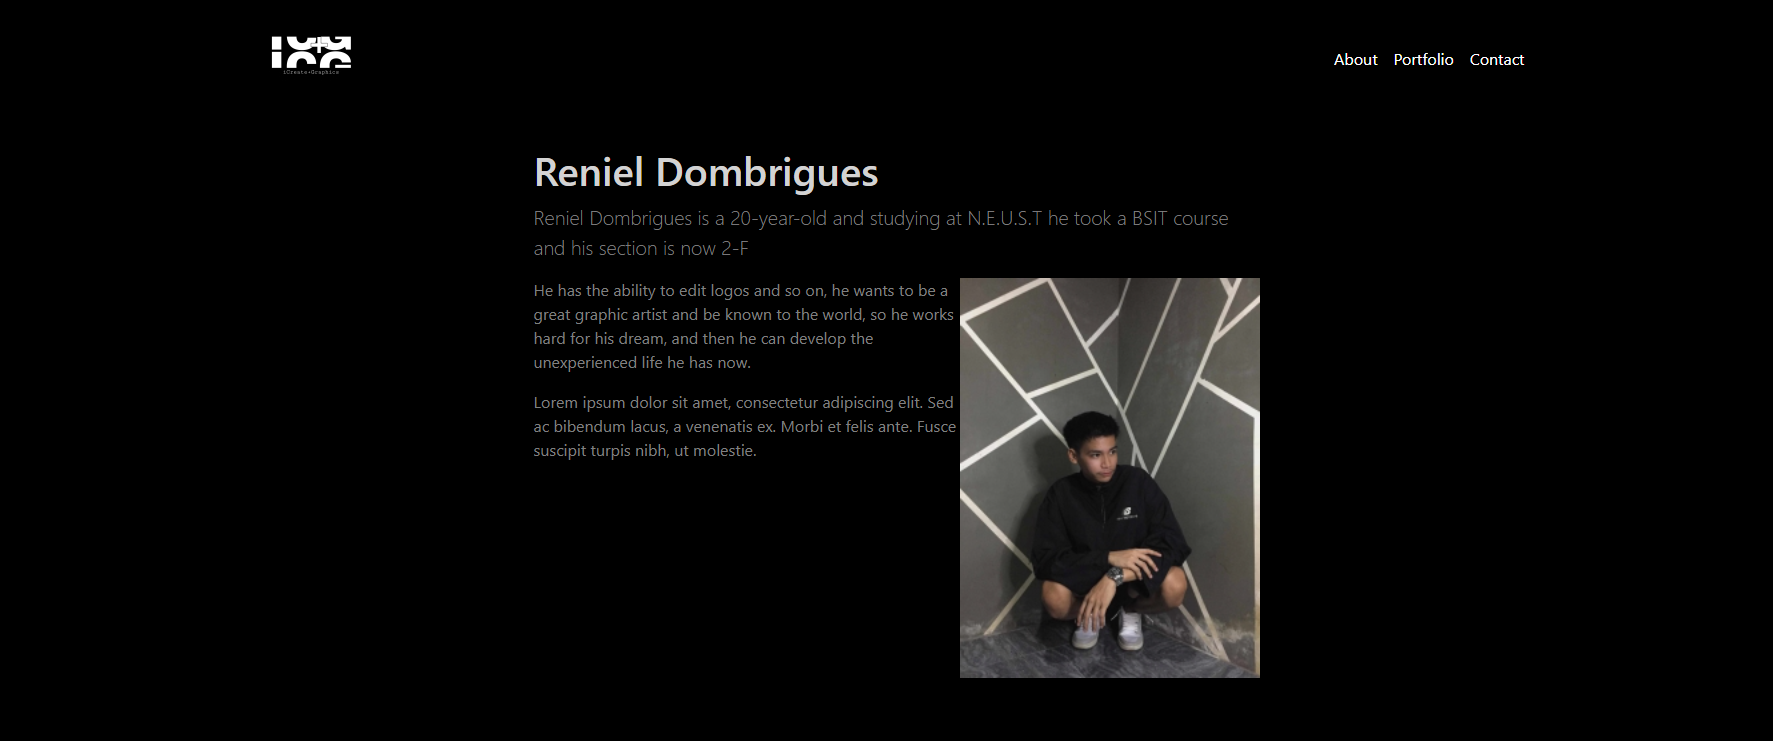 iCreate+Graphics
About Portfolio Contact
Reniel Dombrigues
Reniel Dombrigues is a 20-year-old and studying at N.E.U.S.T he took a BSIT course
and his section is now 2-F
He has the ability to edit logos and so on, he wants to be a
great graphic artist and be known to the world, so he works
hard for his dream, and then he can develop the
unexperienced life he has now.
Lorem ipsum dolor sit amet, consectetur adipiscing elit. Sed
ac bibendum lacus, a venenatis ex. Morbi et felis ante. Fusce
suscipit turpis nibh, ut molestie.